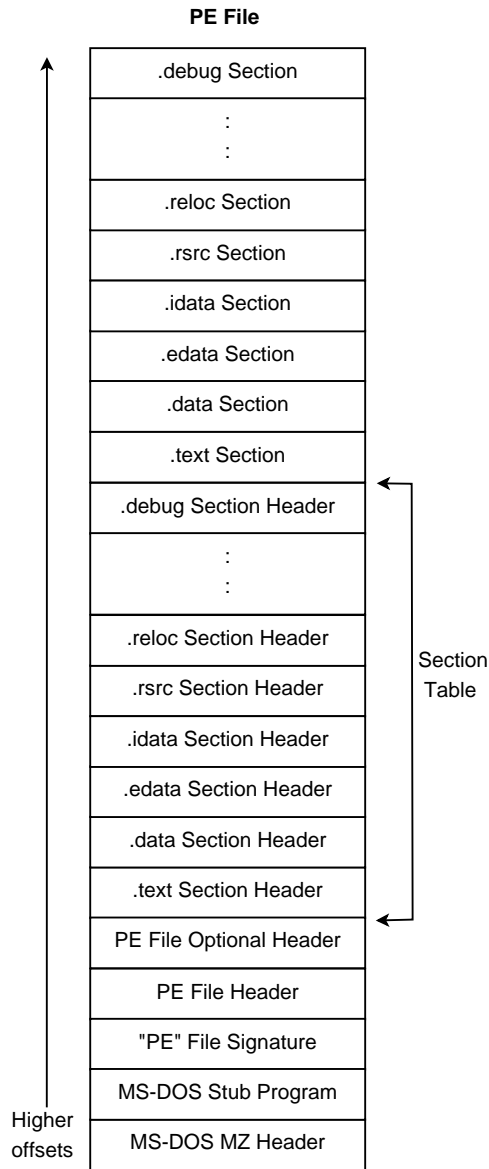 PE File
.debug Section
:
:
.reloc Section
.rsrc Section
.idata Section
.edata Section
.data Section
.text Section
.debug Section Header
:
:
.reloc Section Header
.rsrc Section Header
.idata Section Header
.edata Section Header
.data Section Header
.text Section Header
PE File Optional Header
PE File Header
"PE" File Signature
MS-DOS Stub Program
MS-DOS MZ Header
Section
Table
Higher
offsets